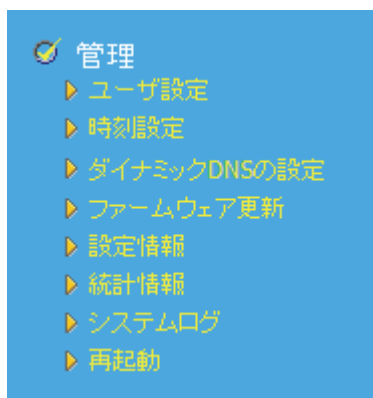 管理
ユーザ設定
時刻設定
ダイナミックDNSの設定
ファームウェア更新
設定情報
統計情報
システムログ
再起動